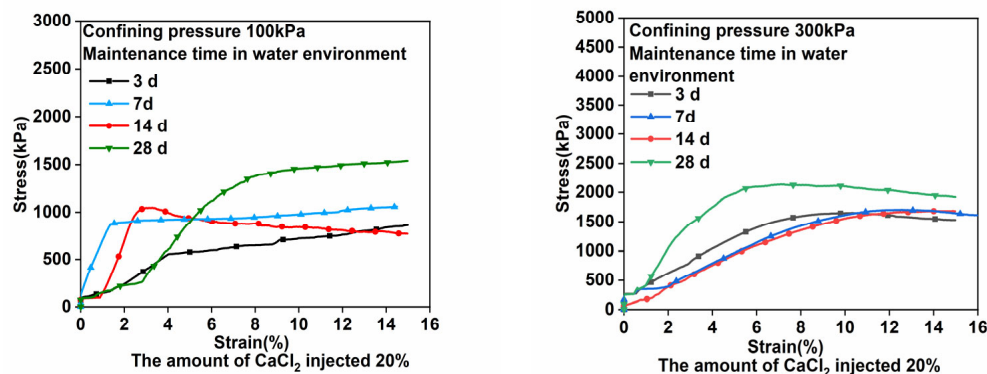 Confining pressure 100kPa
Maintenance time in water environment
3 d
7d
14 d
28 d
Stress(kPa)
3000
2500
2000
1500
1000
500
0
0 2 4 6 8 10 12 14 16
Strain(%)
The amount of CaCl₂ injected 20%
Confining pressure 300kPa
Maintenance time in water
environment
3 d
7d
14 d
28 d
Stress(kPa)
5000
4500
4000
3500
3000
2500
2000
1500
1000
500
0
0 2 4 6 8 10 12 14 16
Strain(%)
The amount of CaCl₂ injected 20%